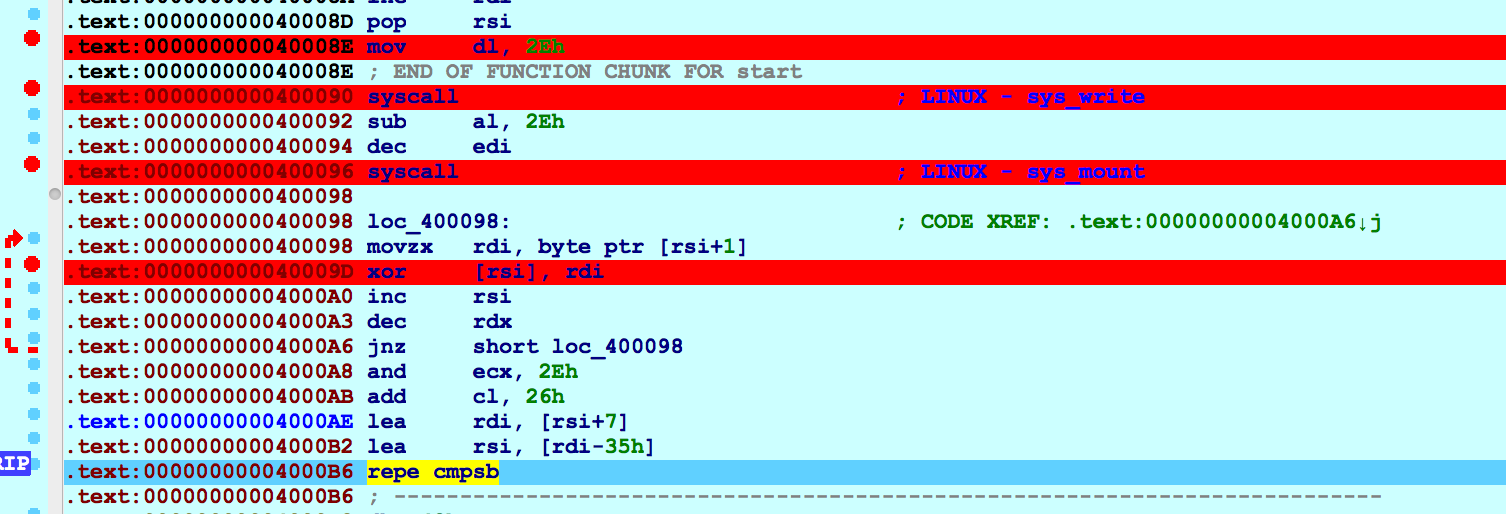 .text:000000000040008D pop rsi
.text:000000000040008E mov dl, 2Eh
.text:000000000040008E ; END OF FUNCTION CHUNK FOR start
.text:0000000000400090 syscall ; LINUX - sys_write
.text:0000000000400092 sub al, 2Eh
.text:0000000000400094 dec edi
.text:0000000000400096 syscall ; LINUX - sys_mount
.text:0000000000400098
.text:0000000000400098 loc_400098: ; CODE XREF: .text:00000000004000A6↓j
.text:0000000000400098 movzx rdi, byte ptr [rsi+1]
.text:000000000040009D xor [rsi], rdi
.text:00000000004000A0 inc rsi
.text:00000000004000A3 dec rdx
.text:00000000004000A6 jnz short loc_400098
.text:00000000004000A8 and ecx, 2Eh
.text:00000000004000AB add cl, 26h
.text:00000000004000AE lea rdi, [rsi+7]
.text:00000000004000B2 lea rsi, [rdi-35h]
RIP .text:00000000004000B6 repe cmpsb
.text:00000000004000B6 ; ---------------------------------------------------------------------------